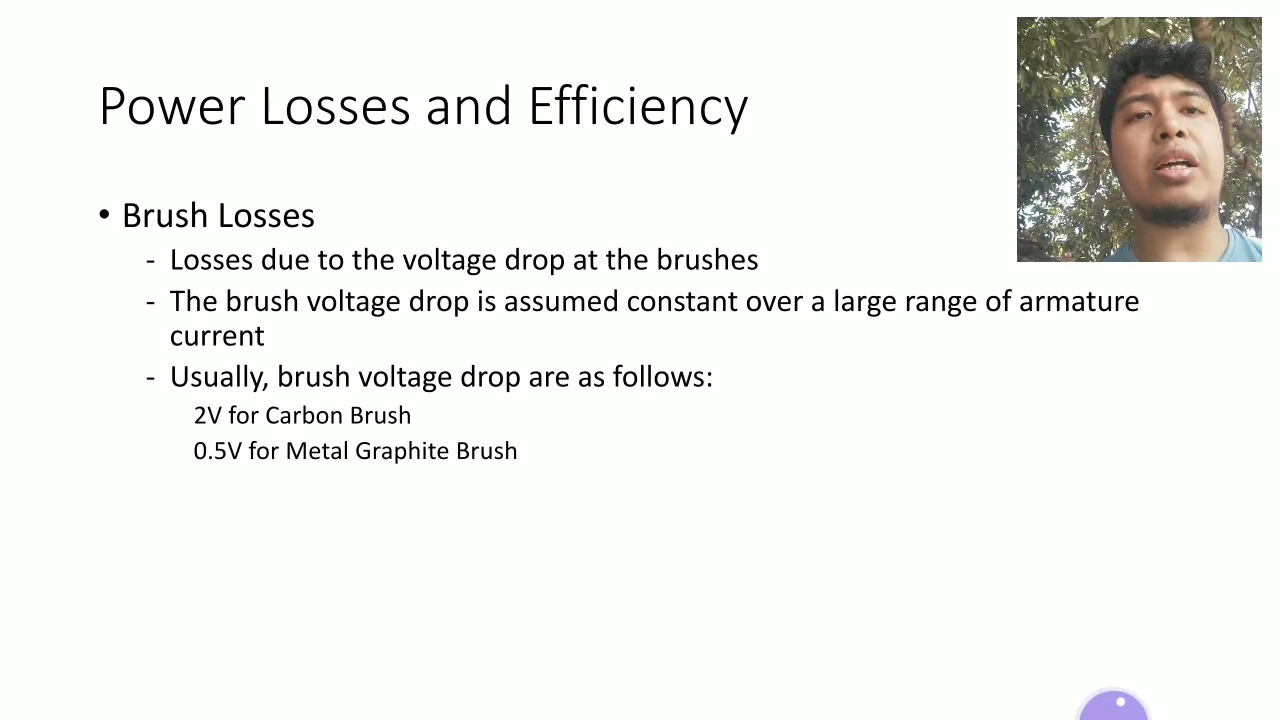 Power Losses and Efficiency
• Brush Losses
- Losses due to the voltage drop at the brushes
- The brush voltage drop is assumed constant over a large range of armature
current
- Usually, brush voltage drop are as follows:
2V for Carbon Brush
0.5V for Metal Graphite Brush